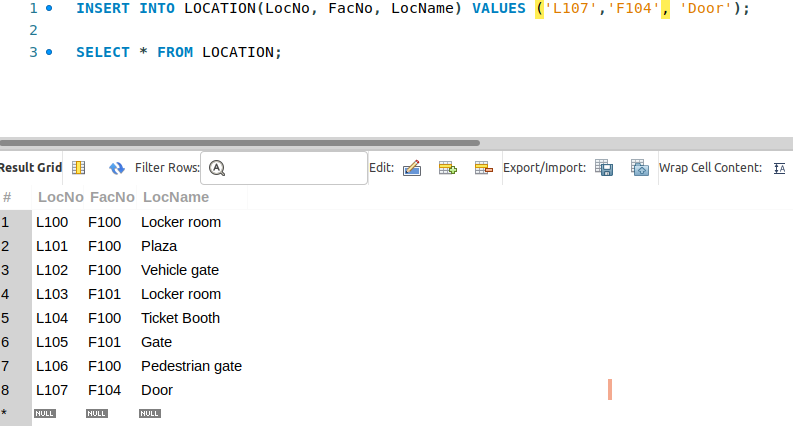 1 INSERT INTO LOCATION(LocNo, FacNo, LocName) VALUES ('L107','F104', 'Door');
2
3 SELECT * FROM LOCATION;
Result Grid Filter Rows: Edit: Export/Import: Wrap Cell Content:
# LocNo FacNo LocName
1 L100 F100 Locker room
2 L101 F100 Plaza
3 L102 F100 Vehicle gate
4 L103 F101 Locker room
5 L104 F100 Ticket Booth
6 L105 F101 Gate
7 L106 F100 Pedestrian gate
8 L107 F104 Door
* NULL NULL NULL